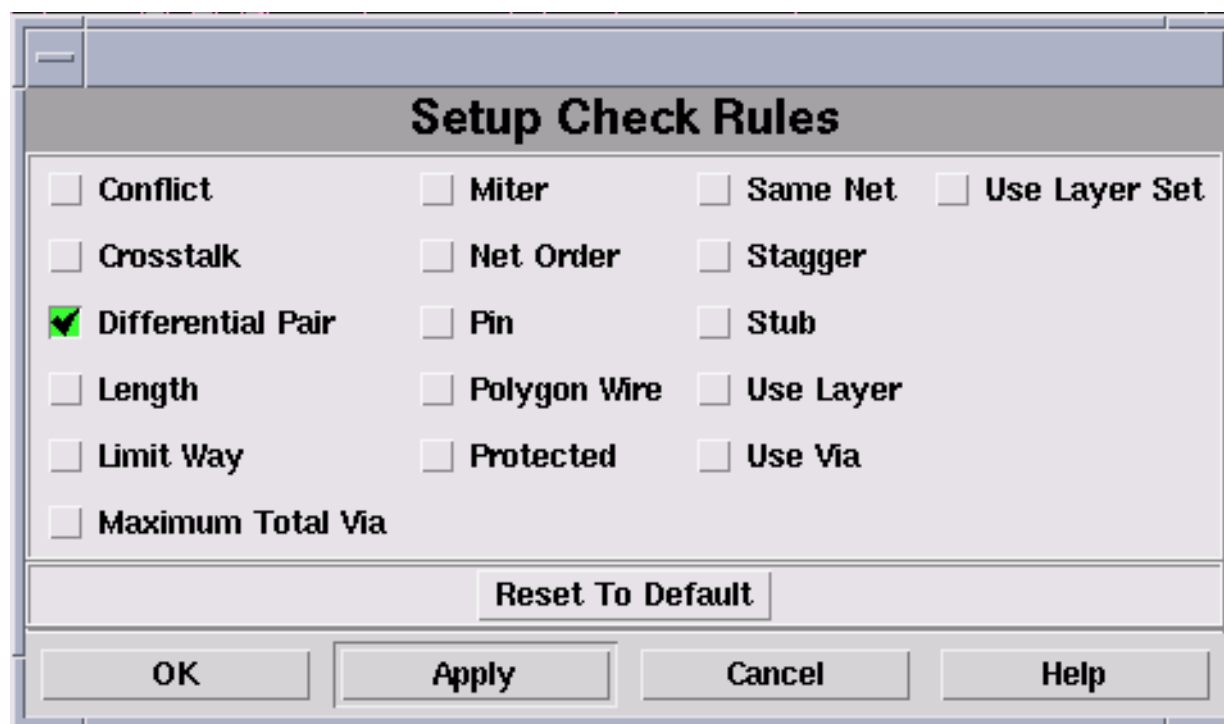 Setup Check Rules
Conflict Miter Same Net Use Layer Set
Crosstalk Net Order Stagger
Differential Pair Pin Stub
Length Polygon Wire Use Layer
Limit Way Protected Use Via
Maximum Total Via
Reset To Default
OK Apply Cancel Help